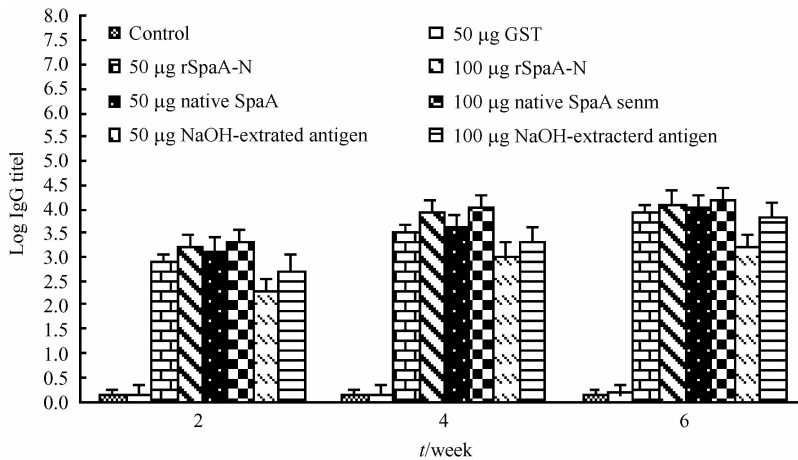 8.0
7.5
7.0
6.5
6.0
5.5
5.0
4.5
4.0
3.5
3.0
2.5
2.0
1.5
1.0
0.5
0.0
Log IgG titel
Control
50 μg GST
50 μg rSpaA-N
100 μg rSpaA-N
50 μg native SpaA
100 μg native SpaA senm
50 μg NaOH-extrated antigen
100 μg NaOH-extracterd antigen
2
4
6
t/week